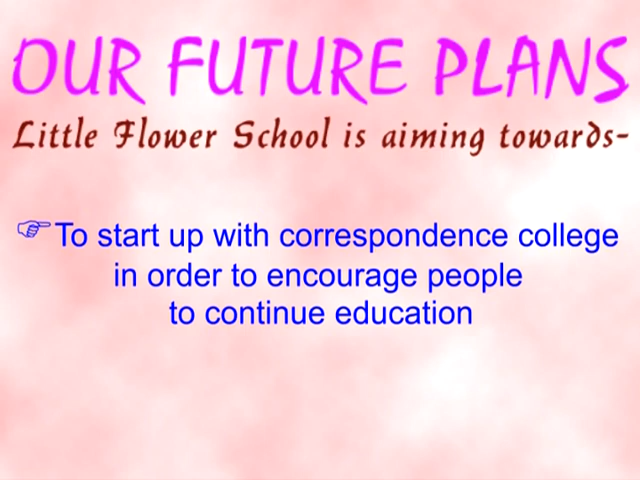 OUR FUTURE PLANS
Little Flower School is aiming towards-
☞To start up with correspondence college
in order to encourage people
to continue education